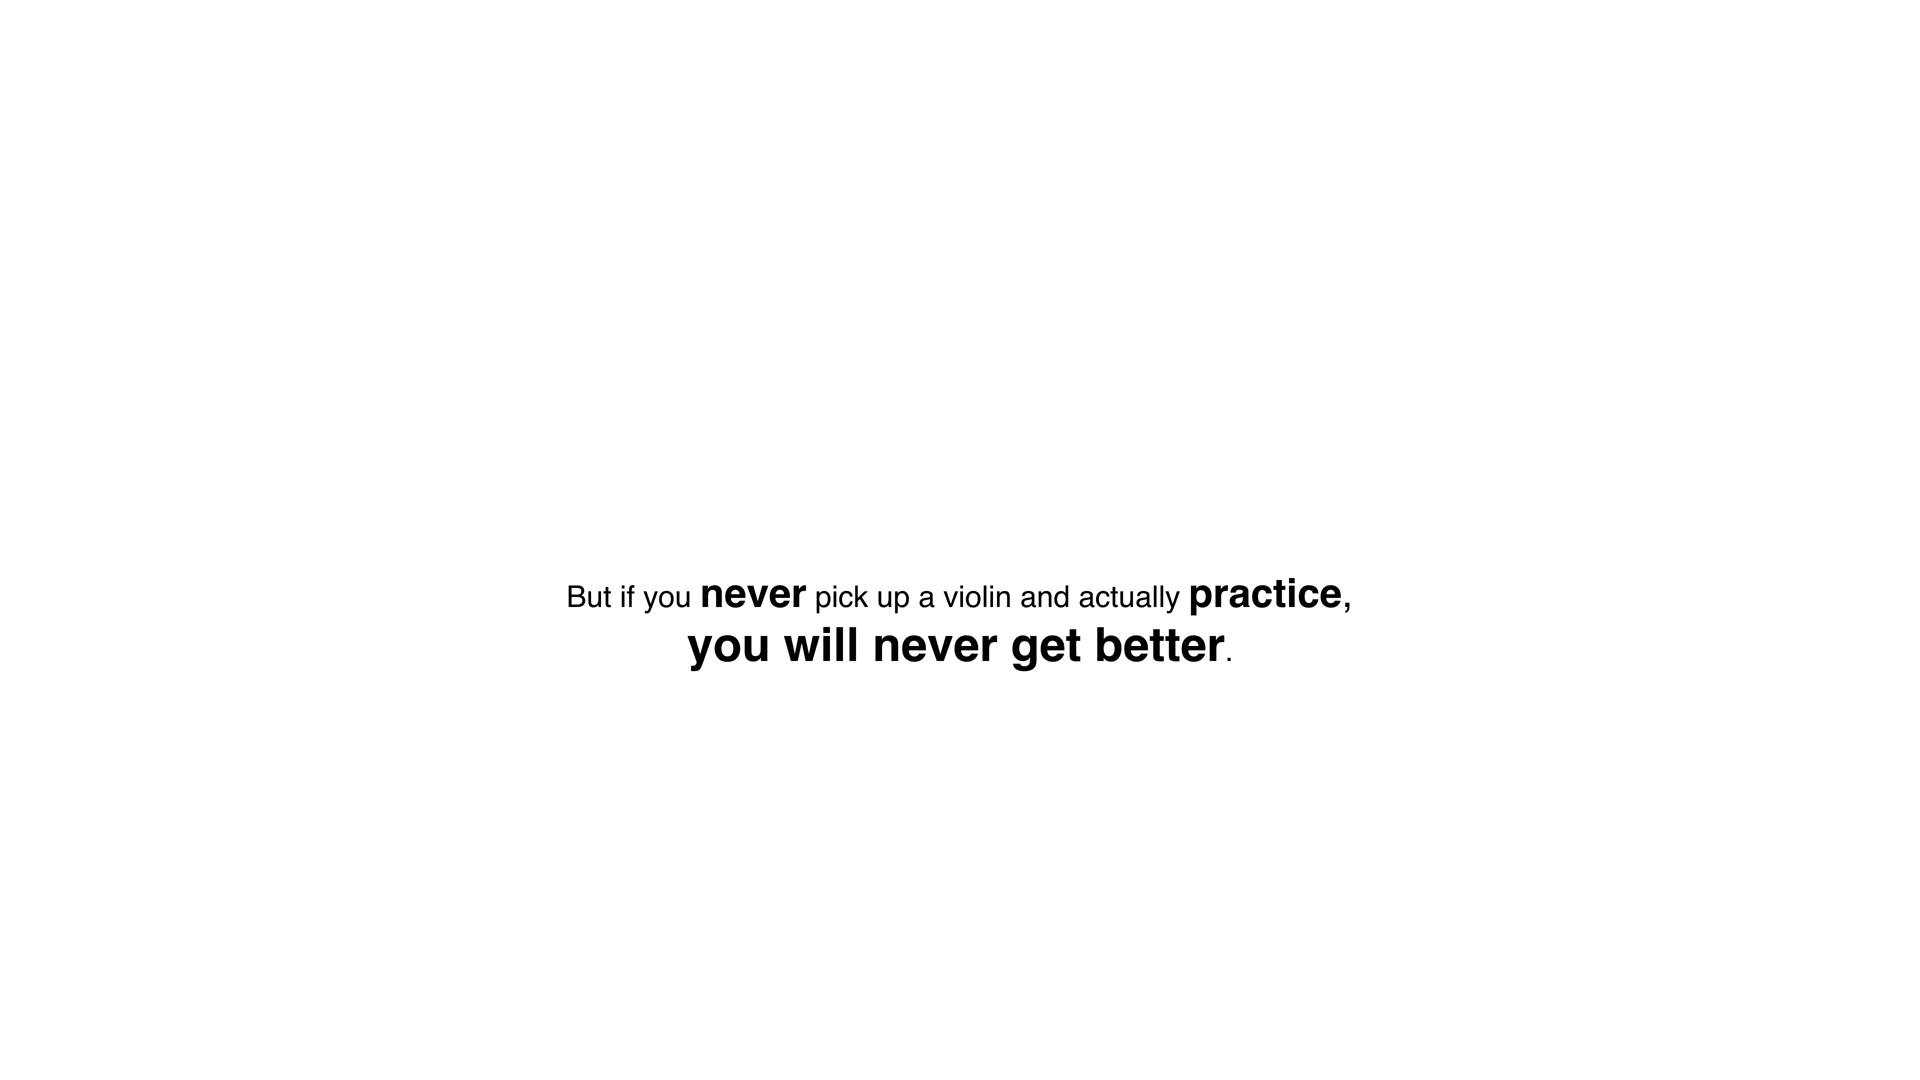 But if you never pick up a violin and actually practice,
you will never get better.